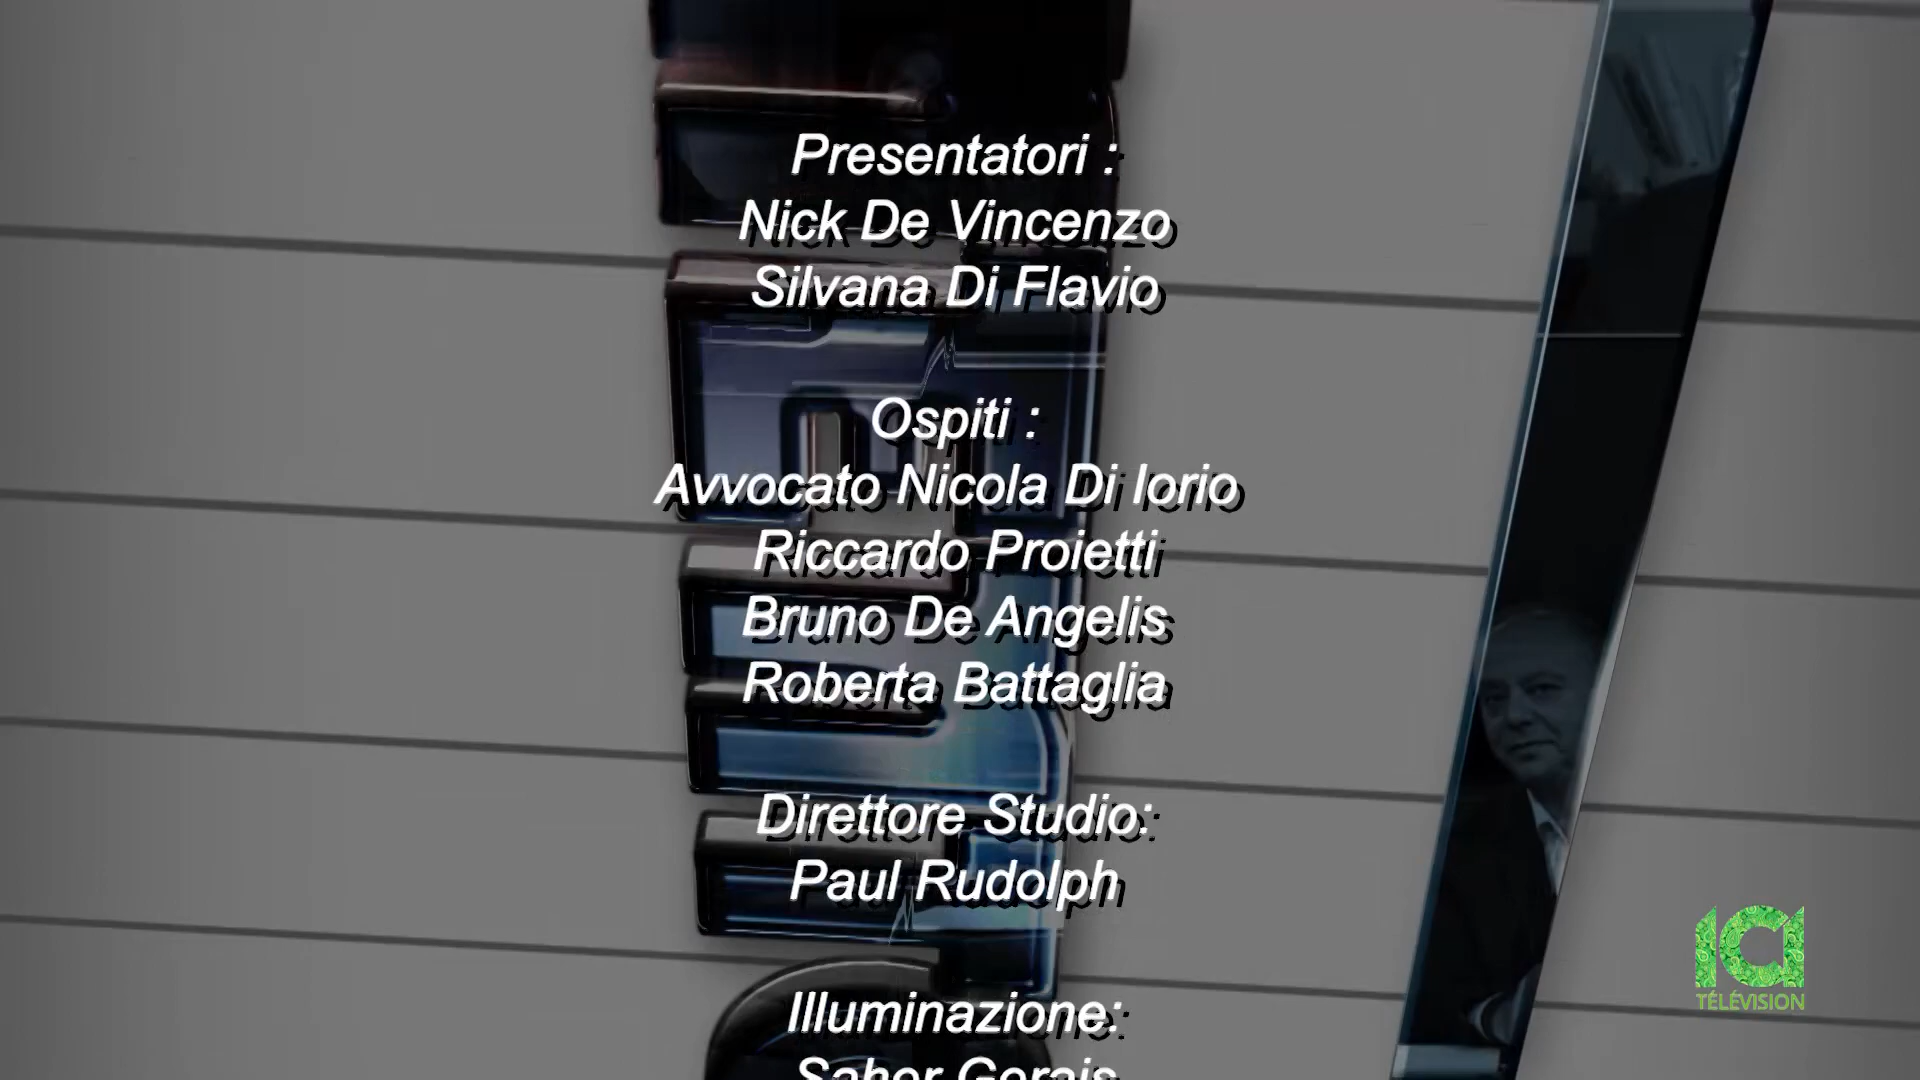 Presentatori :
Nick De Vincenzo
Silvana Di Flavio
Ospiti :
Avvocato Nicola Di Iorio
Riccardo Proietti
Bruno De Angelis
Roberta Battaglia
Direttore Studio:
Paul Rudolph
Illuminazione:
ICI
TÉLÉVISION